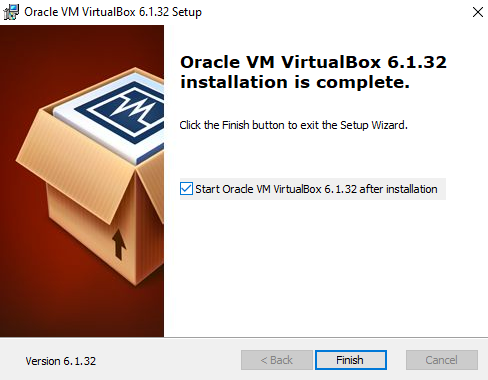 Oracle VM VirtualBox 6.1.32 Setup
Oracle VM VirtualBox 6.1.32
installation is complete.
Click the Finish button to exit the Setup Wizard.
Start Oracle VM VirtualBox 6.1.32 after installation
Version 6.1.32
< Back
Finish
Cancel